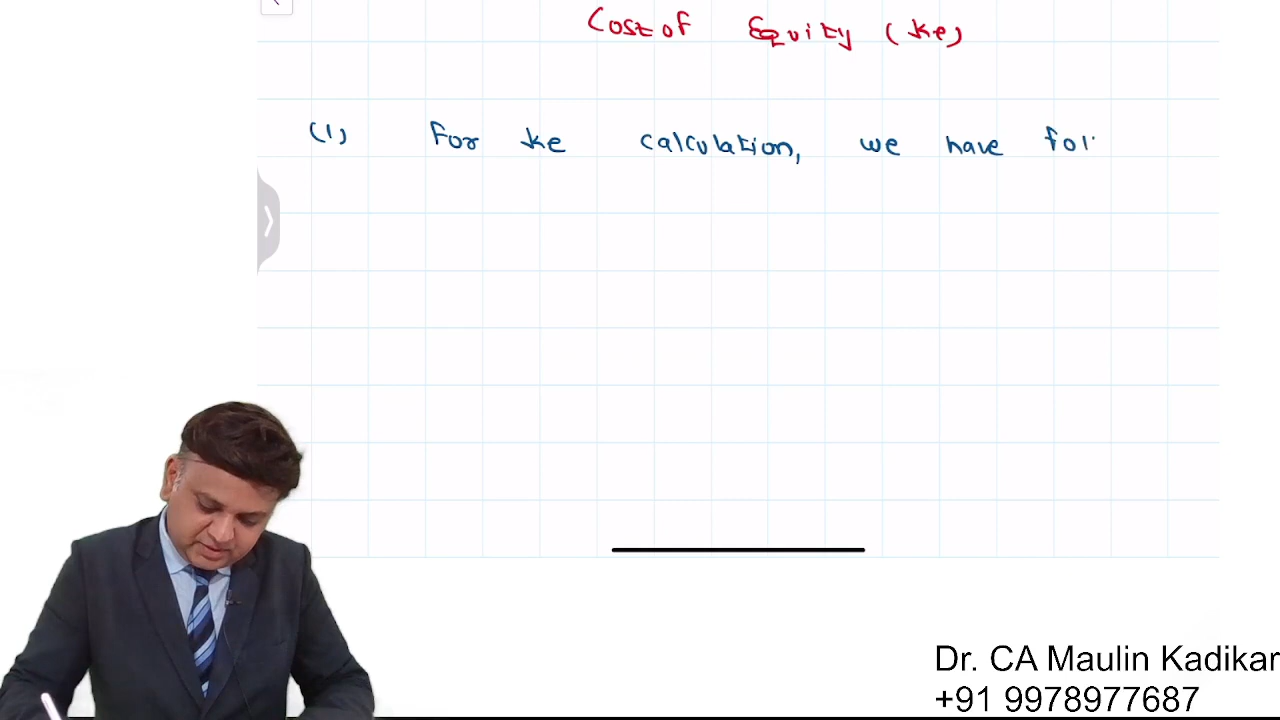 Cost of Equity (ke)
(1) For ke calculation, we have fol
Dr. CA Maulin Kadikar
+91 9978977687